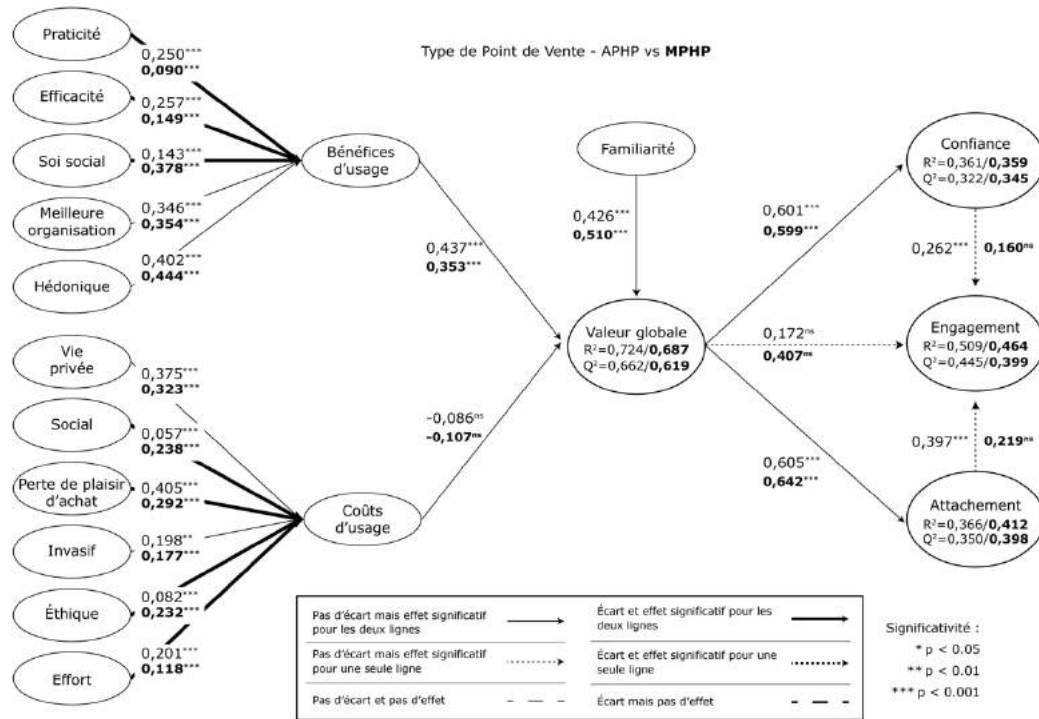 Type de Point de Vente - APHP vs MPHP
Praticité
0,250***
0,090***
Efficacité
0,257***
0,149***
Soi social
0,143***
0,378***
Meilleure
organisation
0,346***
0,354***
Hédonique
0,402***
0,444***
Bénéfices
d'usage
0,437***
0,353***
Vie
privée
0,375***
0,323***
Social
0,057***
0,238***
Perte de plaisir
d'achat
0,405***
0,292***
Invasif
0,198**
0,177***
Éthique
0,082***
0,232***
Effort
0,201***
0,118***
Coûts
d'usage
-0,086ns
-0,107ns
Familiarité
0,426***
0,510***
Valeur globale
R²=0,724/0,687
Q²=0,662/0,619
0,601***
0,599***
0,172ns
0,407ns
0,605***
0,642***
Confiance
R²=0,361/0,359
Q²=0,322/0,345
0,262*** 0,160ns
Engagement
R²=0,509/0,464
Q²=0,445/0,399
0,397*** 0,219ns
Attachement
R²=0,366/0,412
Q²=0,350/0,398
Pas d'écart mais effet significatif
pour les deux lignes
Écart et effet significatif pour les
deux lignes
Pas d'écart mais effet significatif
pour une seule ligne
Écart et effet significatif pour une
seule ligne
Pas d'écart et pas d'effet
Écart mais pas d'effet
Significativité :
* p < 0.05
** p < 0.01
*** p < 0.001